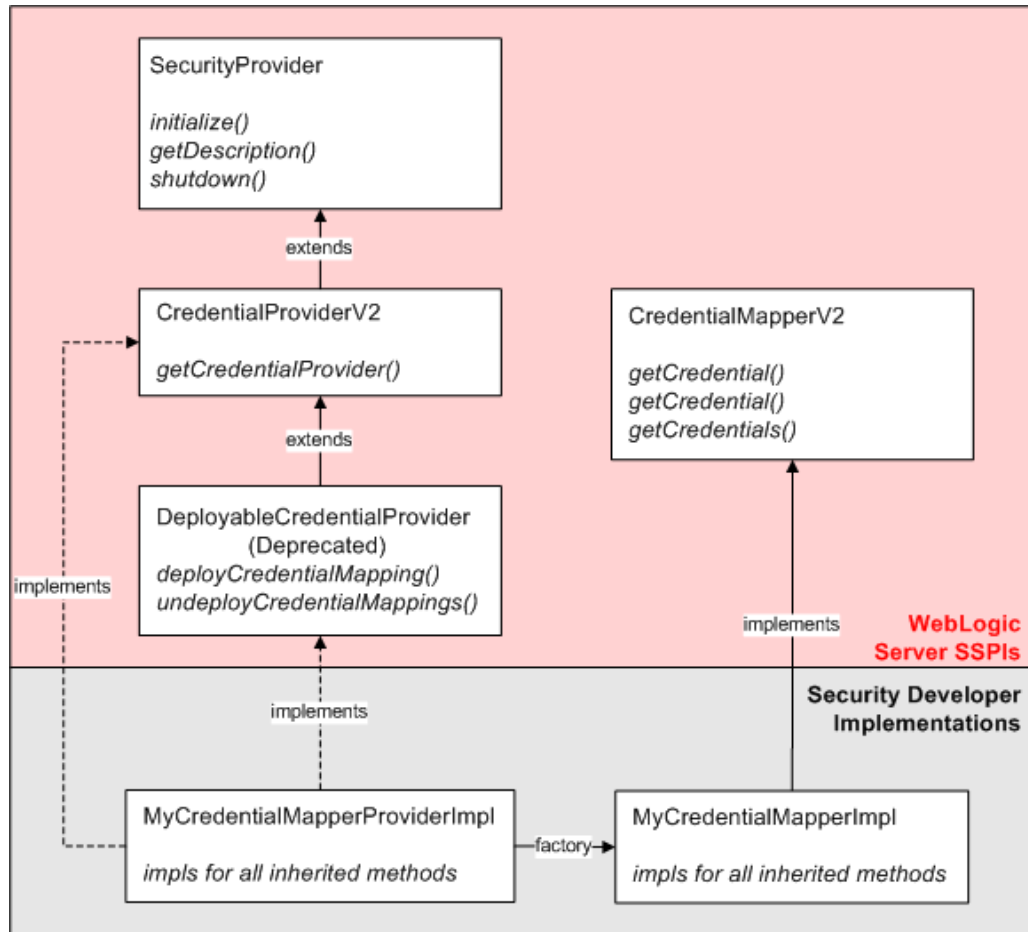 SecurityProvider
initialize()
getDescription()
shutdown()
extends
CredentialProviderV2
getCredentialProvider()
CredentialMapperV2
getCredential()
getCredential()
getCredentials()
extends
DeployableCredentialProvider
(Deprecated)
deployCredentialMapping()
undeployCredentialMappings()
implements
implements
WebLogic
Server SSPIs
implements
Security Developer
Implementations
MyCredentialMapperProviderImpl
impls for all inherited methods
factory
MyCredentialMapperImpl
impls for all inherited methods